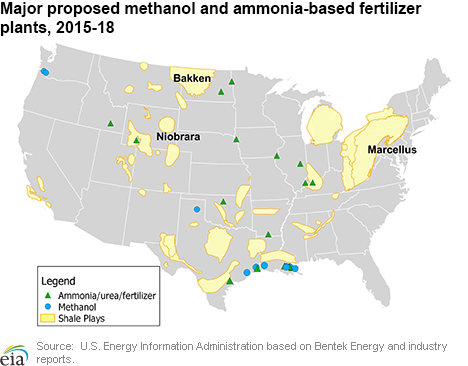 Major proposed methanol and ammonia-based fertilizer
plants, 2015-18
Bakken
Niobrara
Marcellus
Legend
Ammonia/urea/fertilizer
Methanol
Shale Plays
eia
Source: U.S. Energy Information Administration based on Bentek Energy and industry
reports.